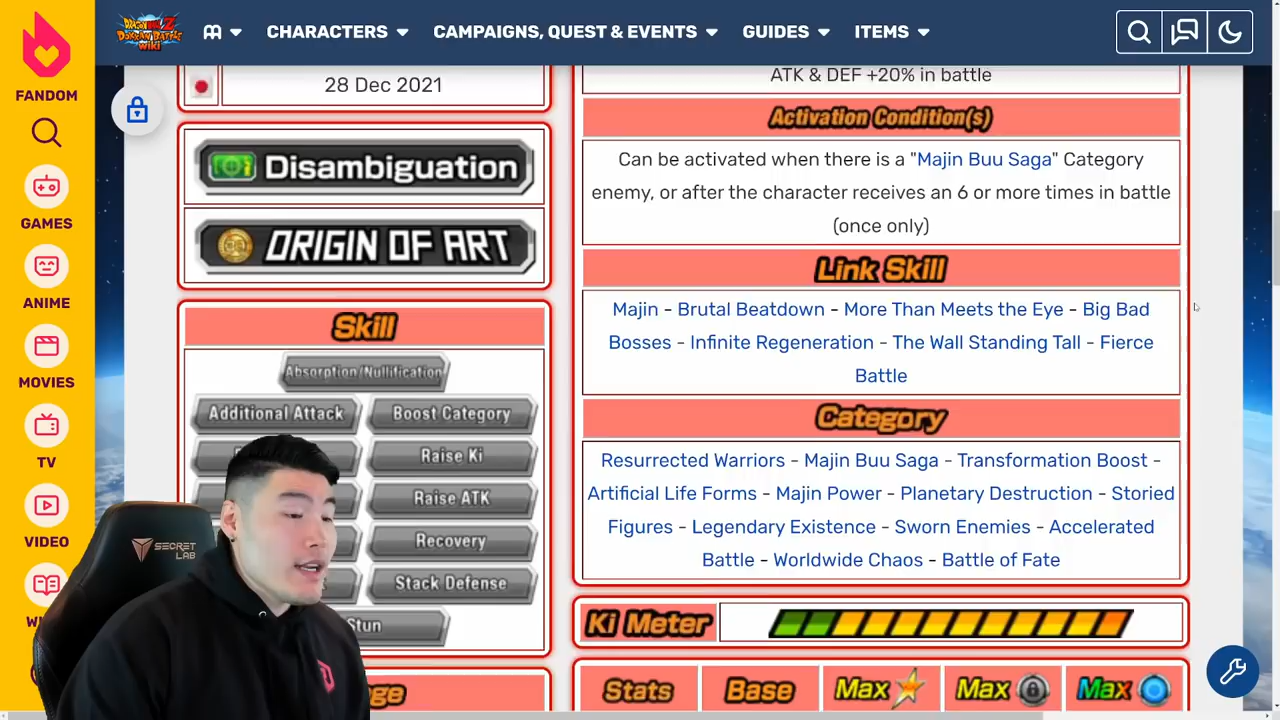 DRAGON BALL Z
DOKKAN BATTLE
WIKI
CHARACTERS
CAMPAIGNS, QUEST & EVENTS
GUIDES
ITEMS
FANDOM
GAMES
ANIME
MOVIES
TV
VIDEO
28 Dec 2021
Disambiguation
ORIGIN OF ART
Skill
Absorption/Nullification
Additional Attack
Boost Category
Raise Ki
Raise ATK
Recovery
Stack Defense
Stun
SECRETLAB
ATK & DEF +20% in battle
Activation Condition(s)
Can be activated when there is a "Majin Buu Saga" Category
enemy, or after the character receives an 6 or more times in battle
(once only)
Link Skill
Majin - Brutal Beatdown - More Than Meets the Eye - Big Bad
Bosses - Infinite Regeneration - The Wall Standing Tall - Fierce
Battle
Category
Resurrected Warriors - Majin Buu Saga - Transformation Boost -
Artificial Life Forms - Majin Power - Planetary Destruction - Storied
Figures - Legendary Existence - Sworn Enemies - Accelerated
Battle - Worldwide Chaos - Battle of Fate
Ki Meter
Stats
Base
Max
Max
Max